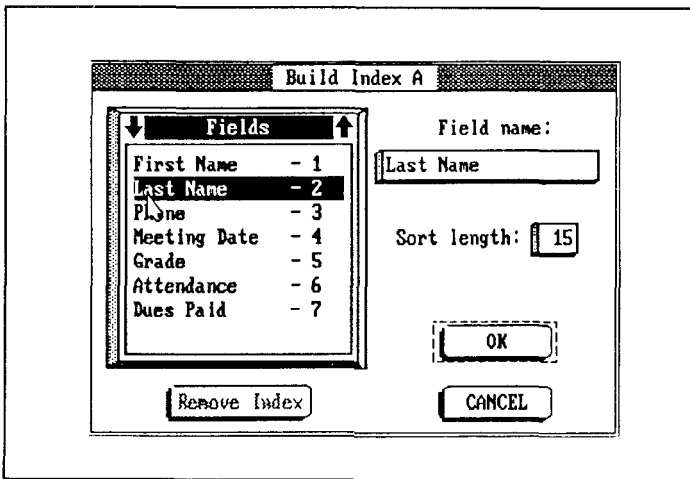 Build Index A
Fields
First Name - 1
Last Name - 2
Phone - 3
Meeting Date - 4
Grade - 5
Attendance - 6
Dues Paid - 7
Remove Index
Field name:
Last Name
Sort length: 15
OK
CANCEL